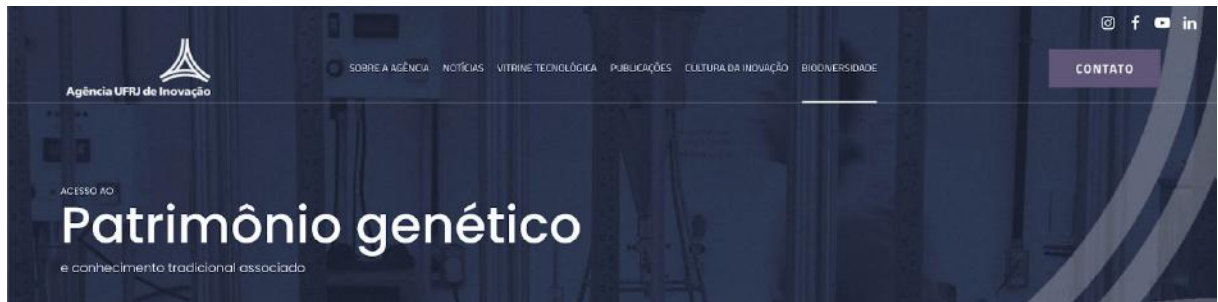 Agência UFRJ de Inovação
SOBRE A AGÊNCIA NOTÍCIAS VITRINE TECNOLÓGICA PUBLICAÇÕES CULTURA DA INOVAÇÃO BIODIVERSIDADE
CONTATO
ACESSO AO
Patrimônio genético
e conhecimento tradicional associado